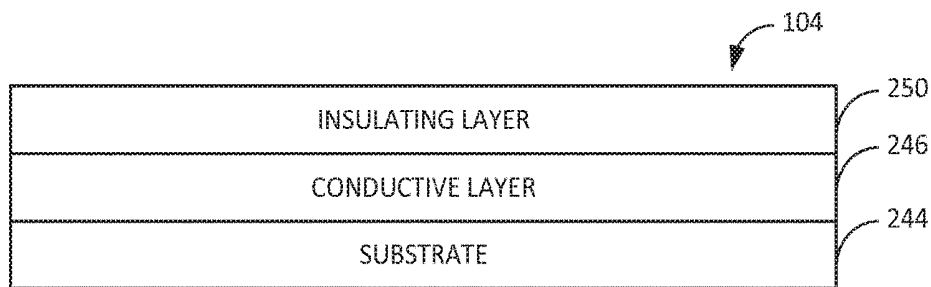 104
INSULATING LAYER 250
CONDUCTIVE LAYER 246
SUBSTRATE 244